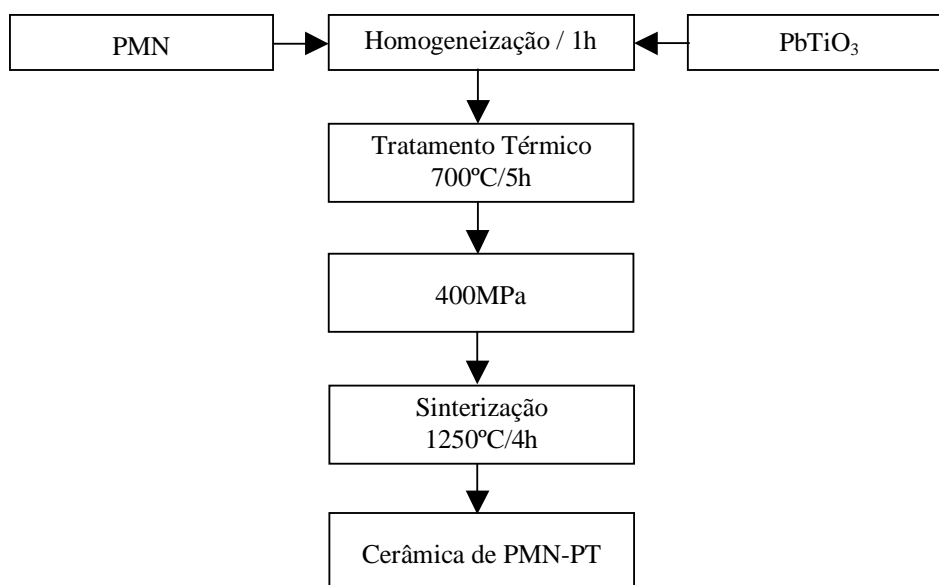 PMN
Homogeneização / 1h
PbTiO₃
Tratamento Térmico
700ºC/5h
400MPa
Sinterização
1250ºC/4h
Cerâmica de PMN-PT